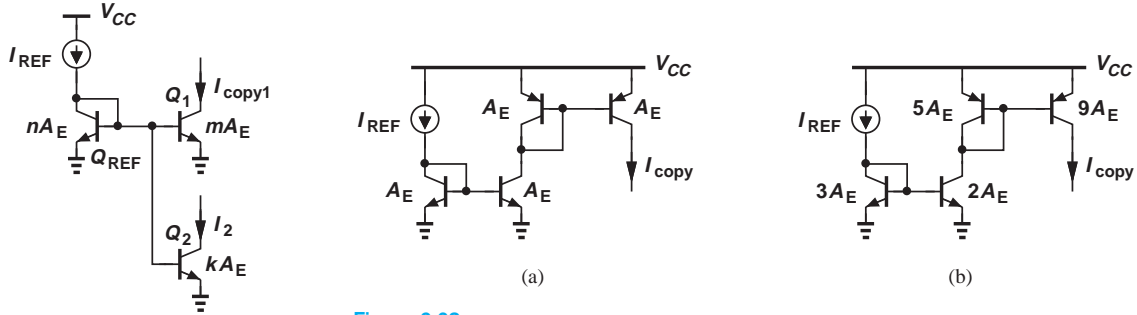 V_CC
I_REF
Q_1
I_copy1
nA_E
mA_E
Q_REF
Q_2
I_2
kA_E
V_CC
A_E
A_E
I_REF
I_copy
A_E
A_E
(a)
V_CC
5A_E
9A_E
I_REF
I_copy
3A_E
2A_E
(b)